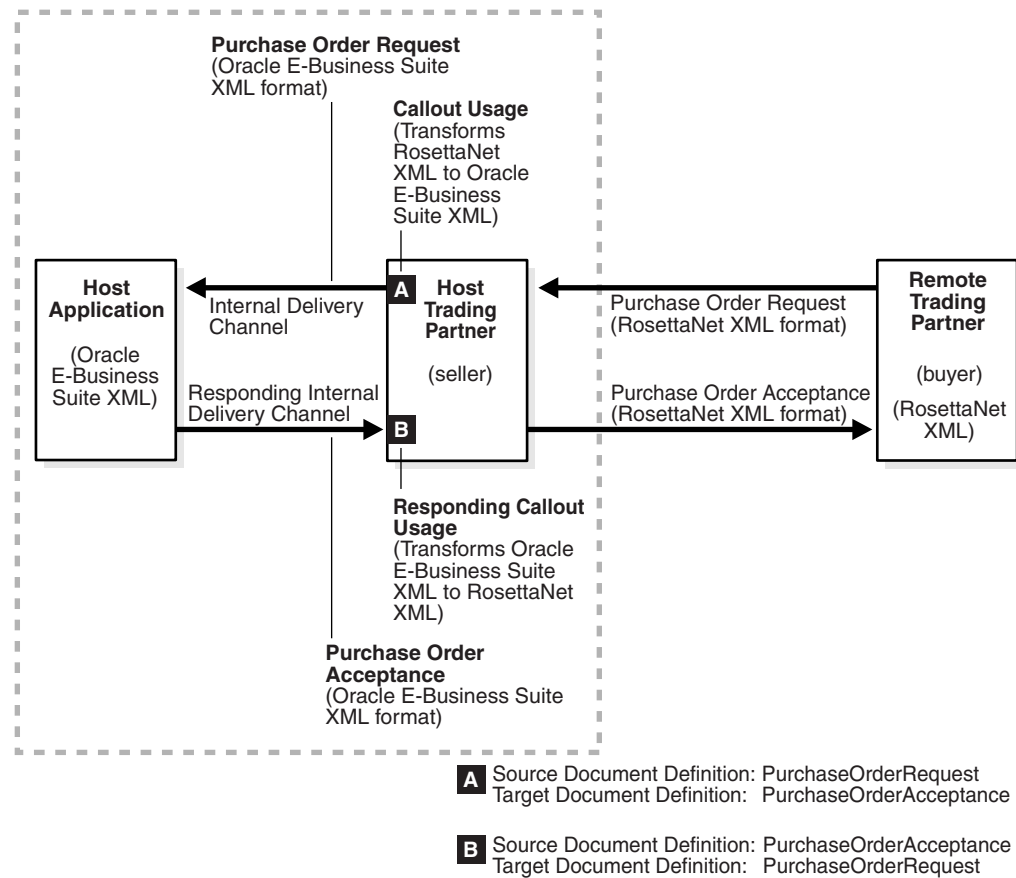 Purchase Order Request
(Oracle E-Business Suite
XML format)
Callout Usage
(Transforms
RosettaNet
XML to Oracle
E-Business
Suite XML)
Host
Application
(Oracle
E-Business
Suite XML)
Internal Delivery
Channel
Responding Internal
Delivery Channel
A
Host
Trading
Partner
(seller)
B
Purchase Order Request
(RosettaNet XML format)
Purchase Order Acceptance
(RosettaNet XML format)
Remote
Trading
Partner
(buyer)
(RosettaNet
XML)
Responding Callout
Usage
(Transforms Oracle
E-Business Suite
XML to RosettaNet
XML)
Purchase Order
Acceptance
(Oracle E-Business Suite
XML format)
A Source Document Definition: PurchaseOrderRequest
Target Document Definition: PurchaseOrderAcceptance
B Source Document Definition: PurchaseOrderAcceptance
Target Document Definition: PurchaseOrderRequest